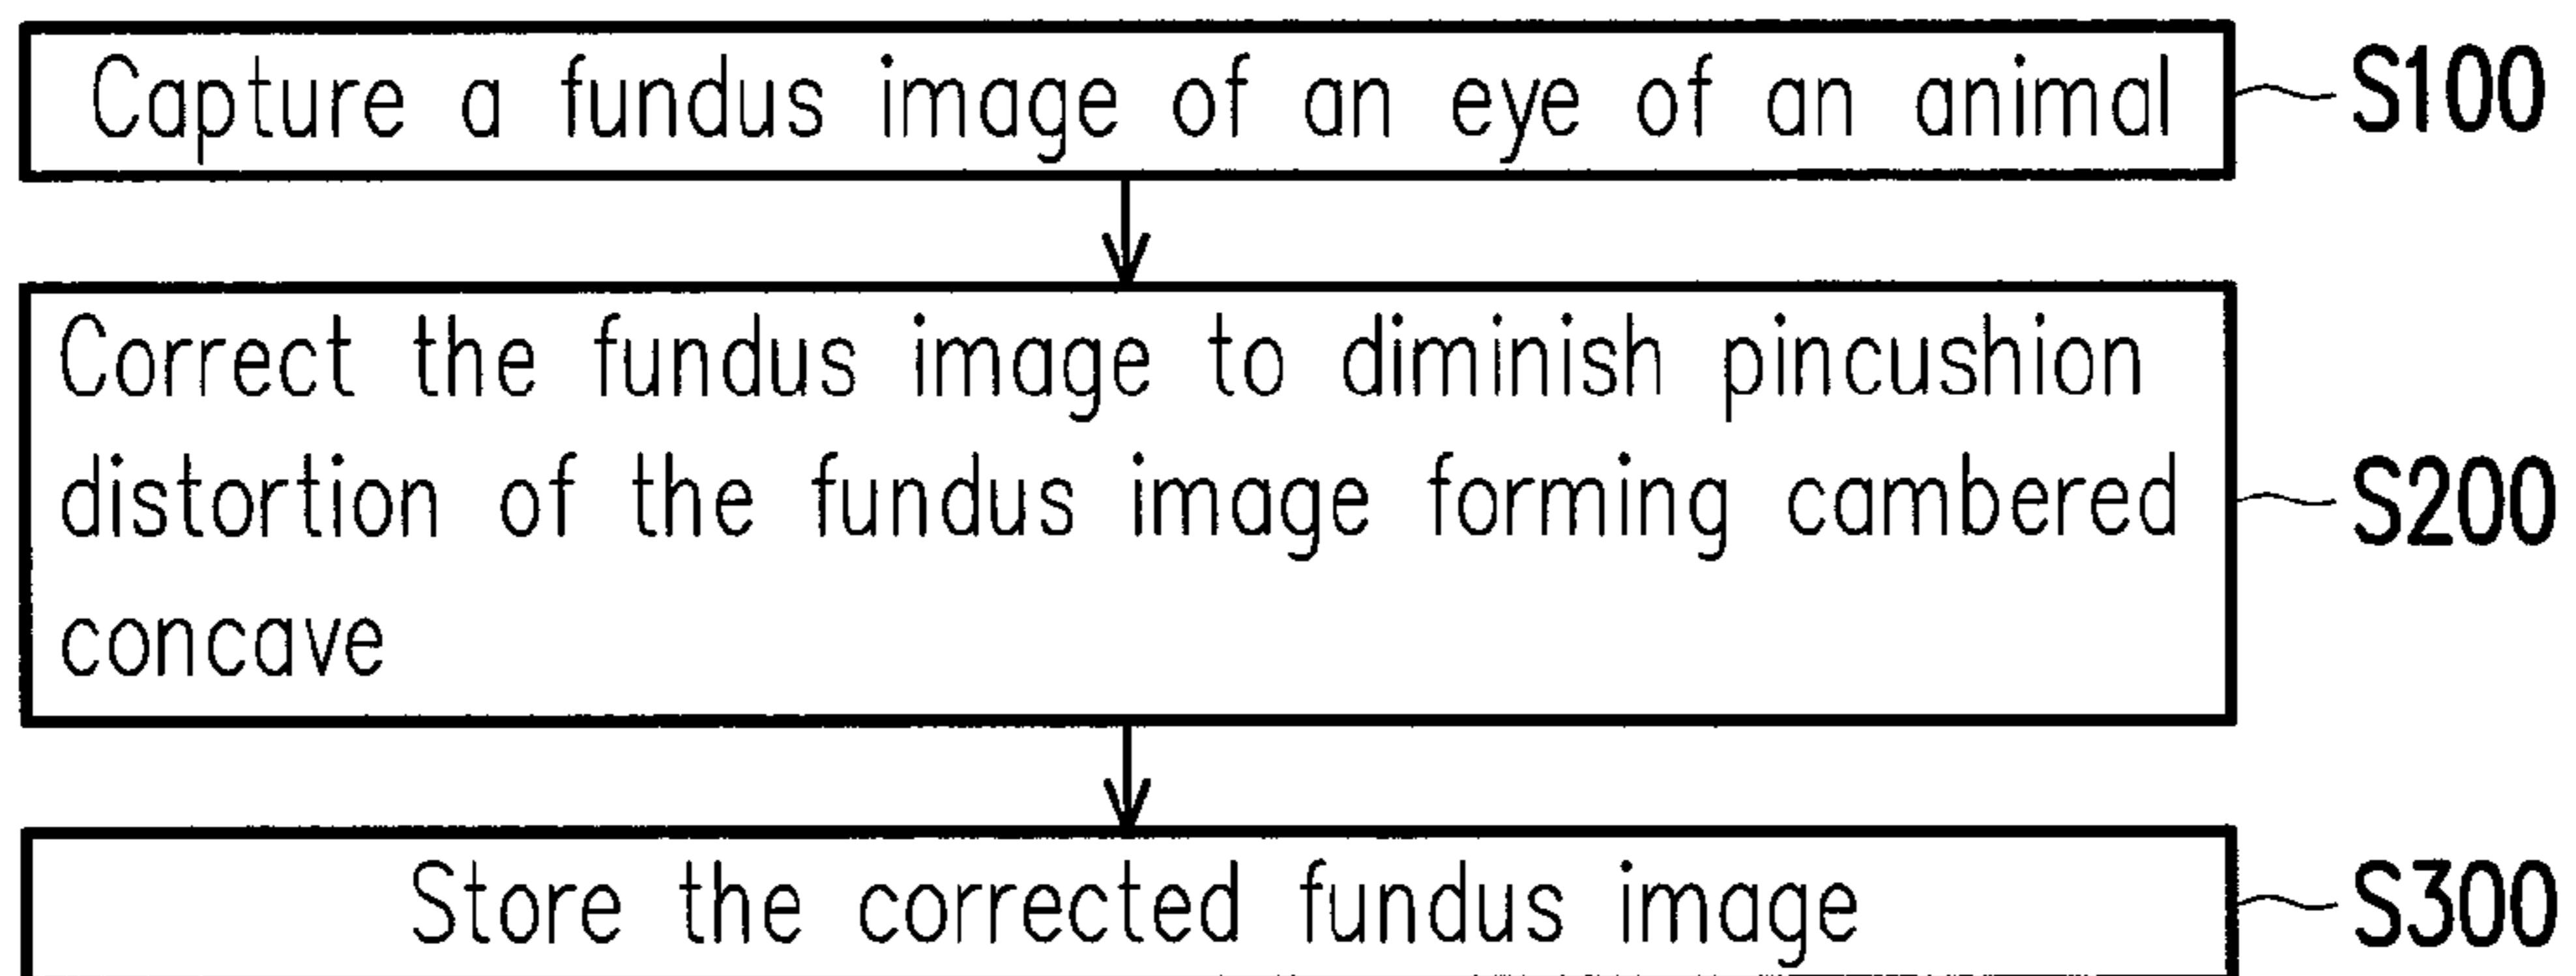 Capture a fundus image of an eye of an animal
S100
Correct the fundus image to diminish pincushion
distortion of the fundus image forming cambered
concave
S200
Store the corrected fundus image
S300